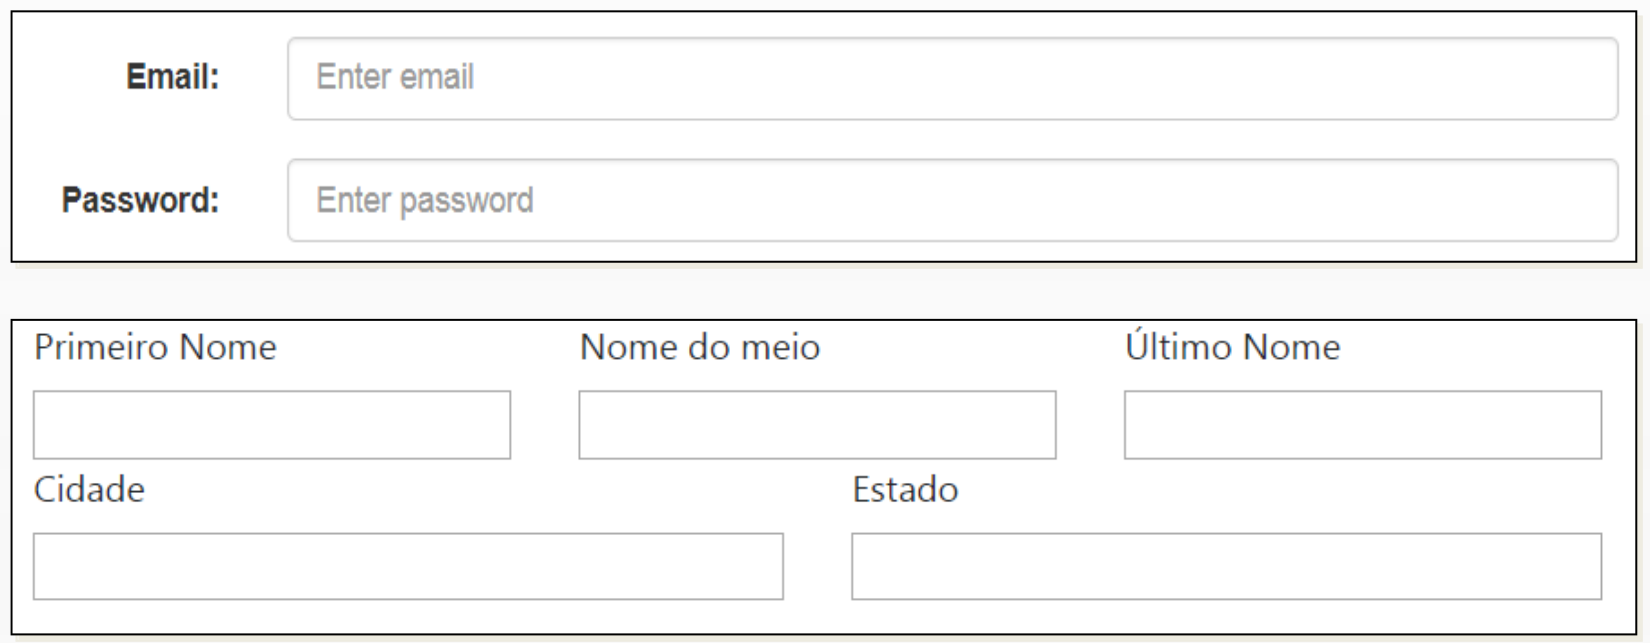 Email: Enter email
Password: Enter password
Primeiro Nome Nome do meio Último Nome
Cidade Estado